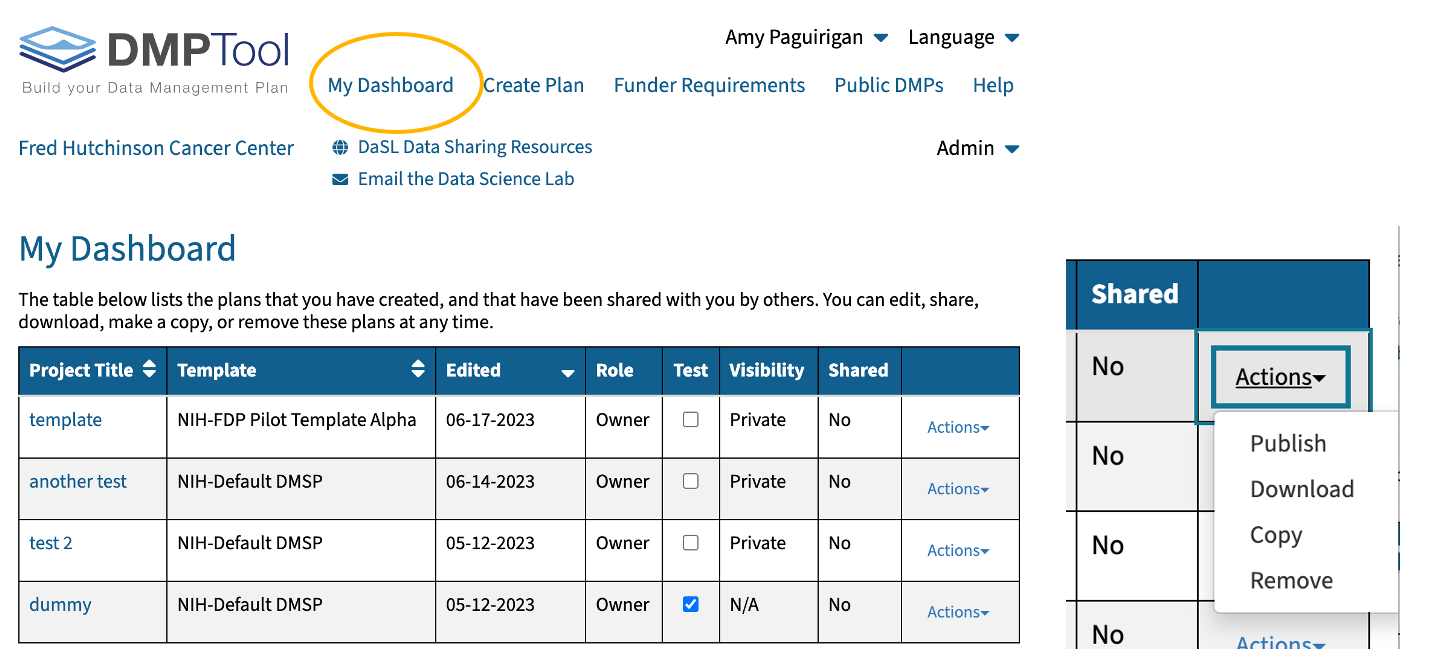 DMPTool
Build your Data Management Plan
Amy Paguirigan Language
My Dashboard Create Plan Funder Requirements Public DMPs Help
Fred Hutchinson Cancer Center DaSL Data Sharing Resources Admin
Email the Data Science Lab
My Dashboard
The table below lists the plans that you have created, and that have been shared with you by others. You can edit, share,
download, make a copy, or remove these plans at any time.
Project Title Template Edited Role Test Visibility Shared
template NIH-FDP Pilot Template Alpha 06-17-2023 Owner Private No Actions
another test NIH-Default DMSP 06-14-2023 Owner Private No Actions
test 2 NIH-Default DMSP 05-12-2023 Owner Private No Actions
dummy NIH-Default DMSP 05-12-2023 Owner N/A No Actions
Shared
No Actions
Publish
No
Download
Copy
No
Remove
No Actions